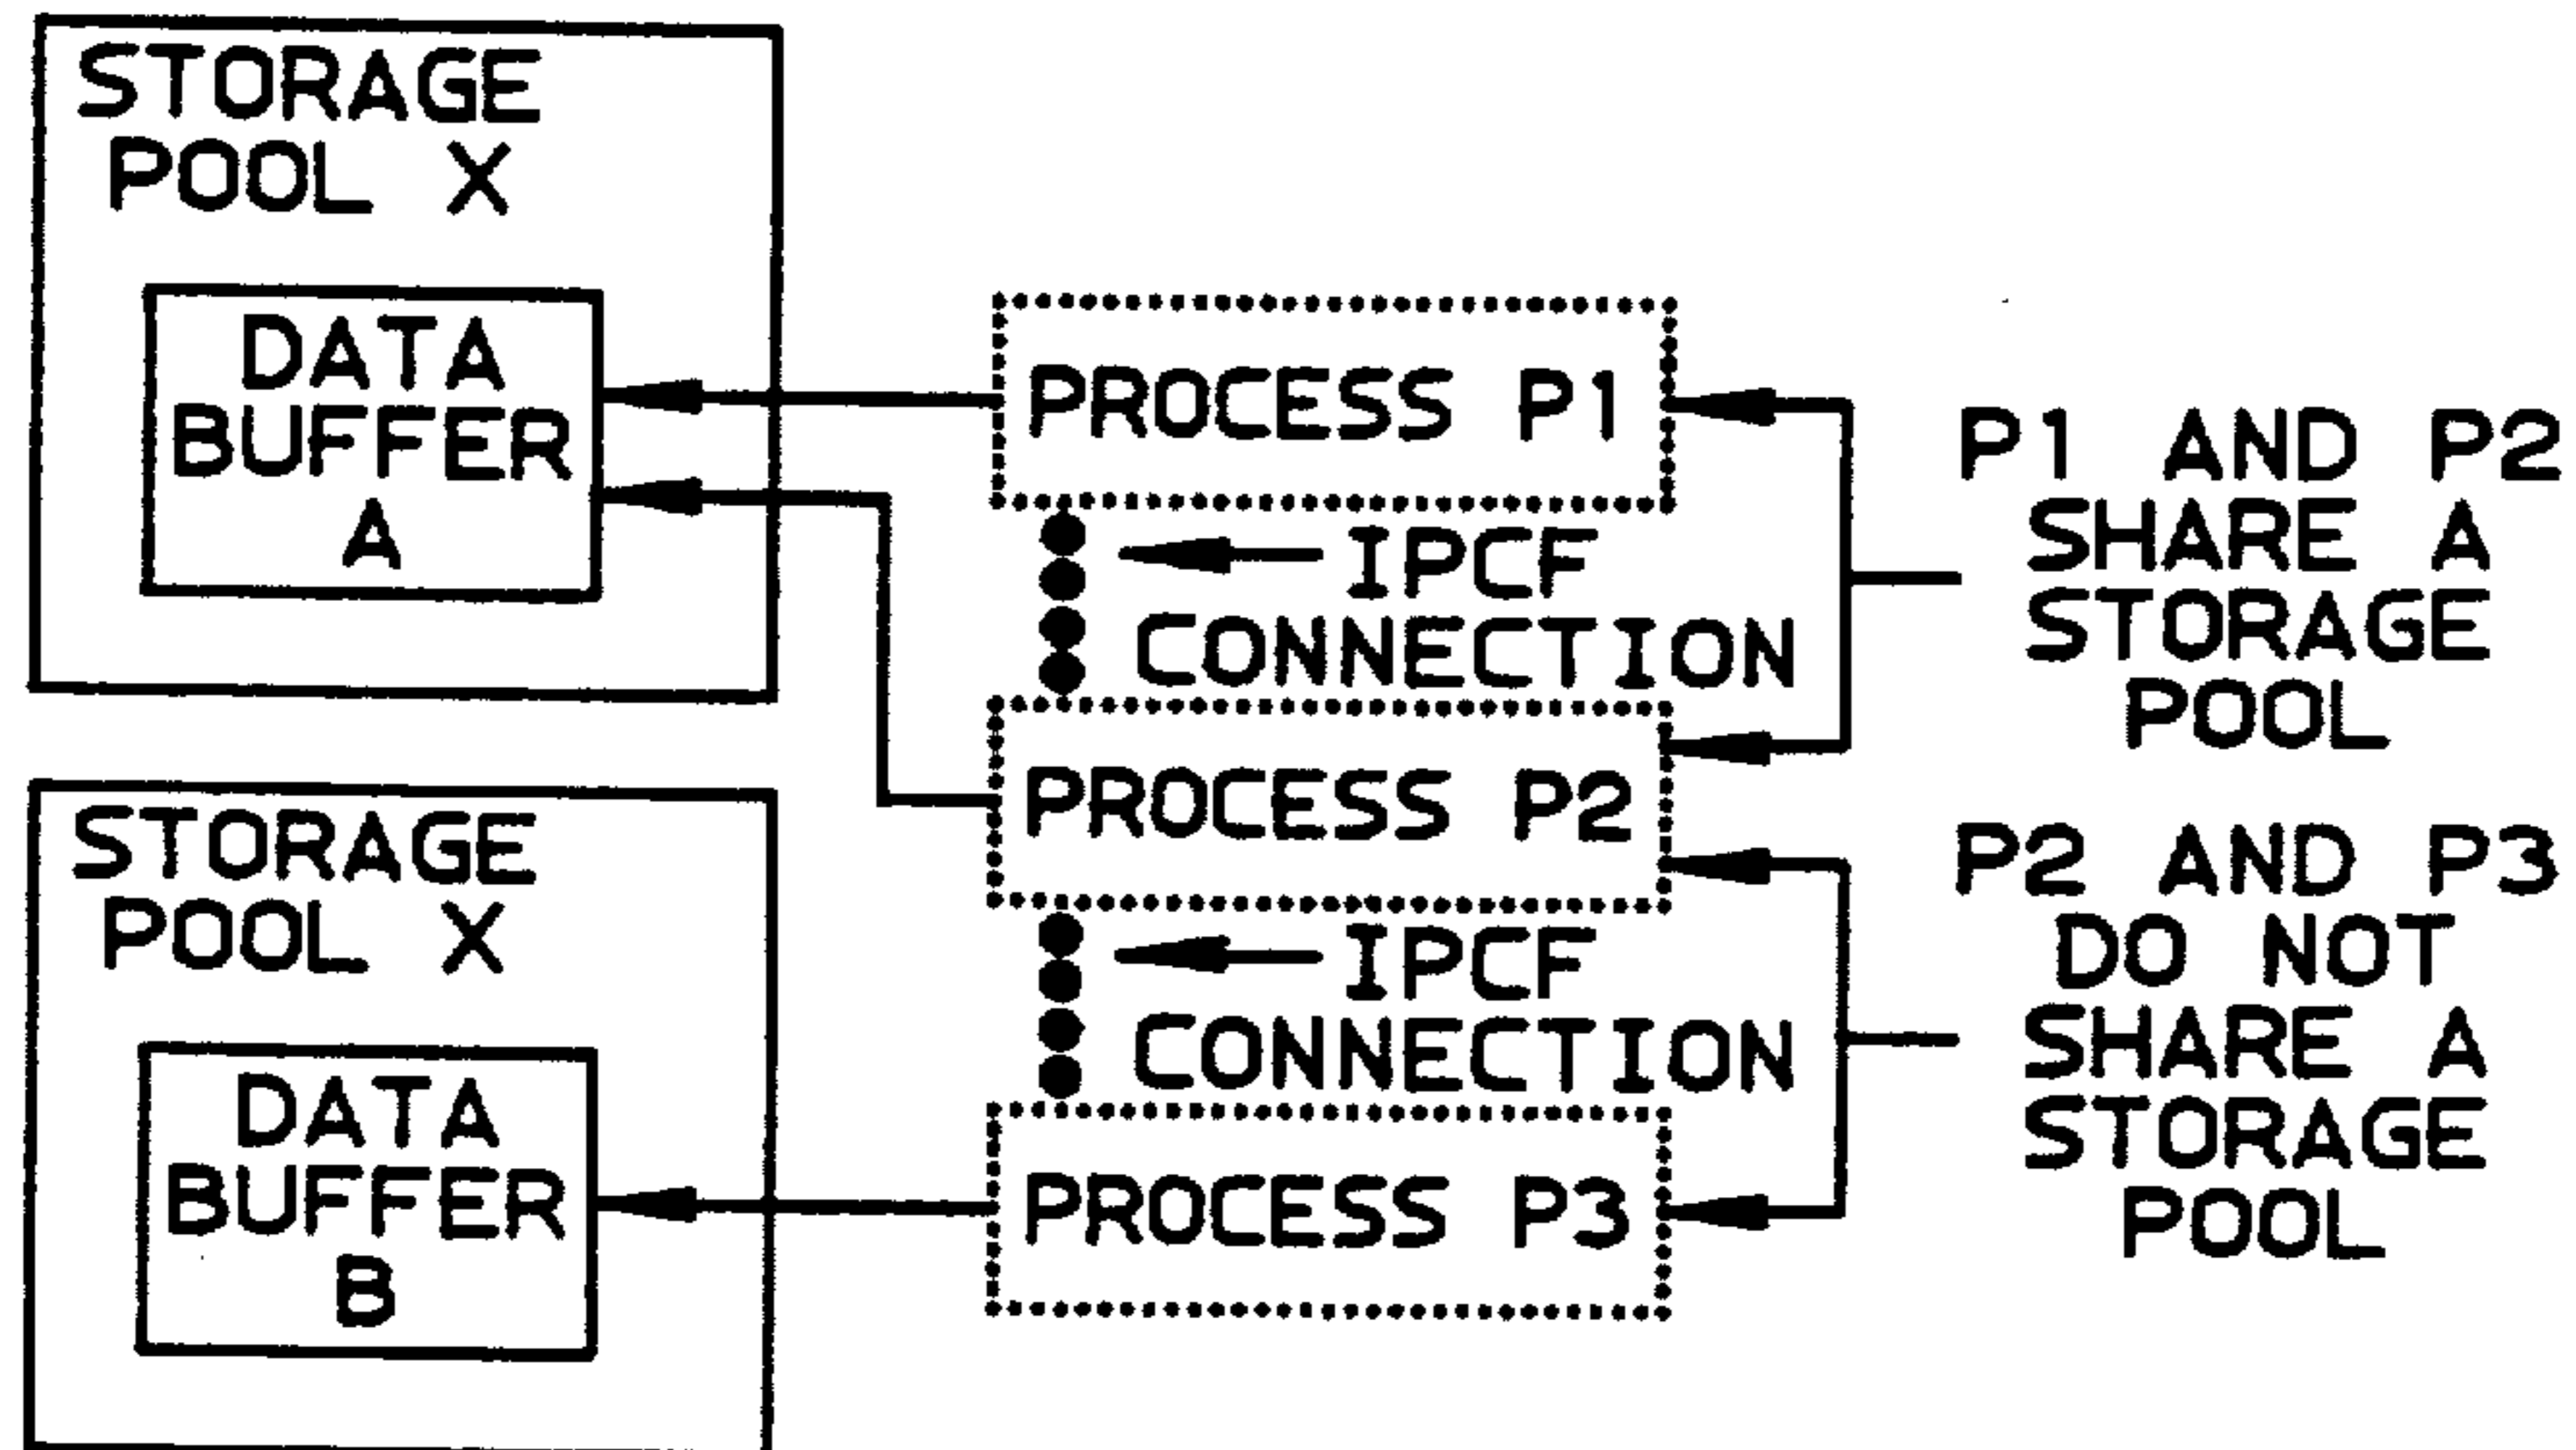 STORAGE
POOL X
DATA
BUFFER
A
PROCESS P1
IPCF
CONNECTION
PROCESS P2
P1 AND P2
SHARE A
STORAGE
POOL
STORAGE
POOL X
DATA
BUFFER
B
IPCF
CONNECTION
PROCESS P3
P2 AND P3
DO NOT
SHARE A
STORAGE
POOL